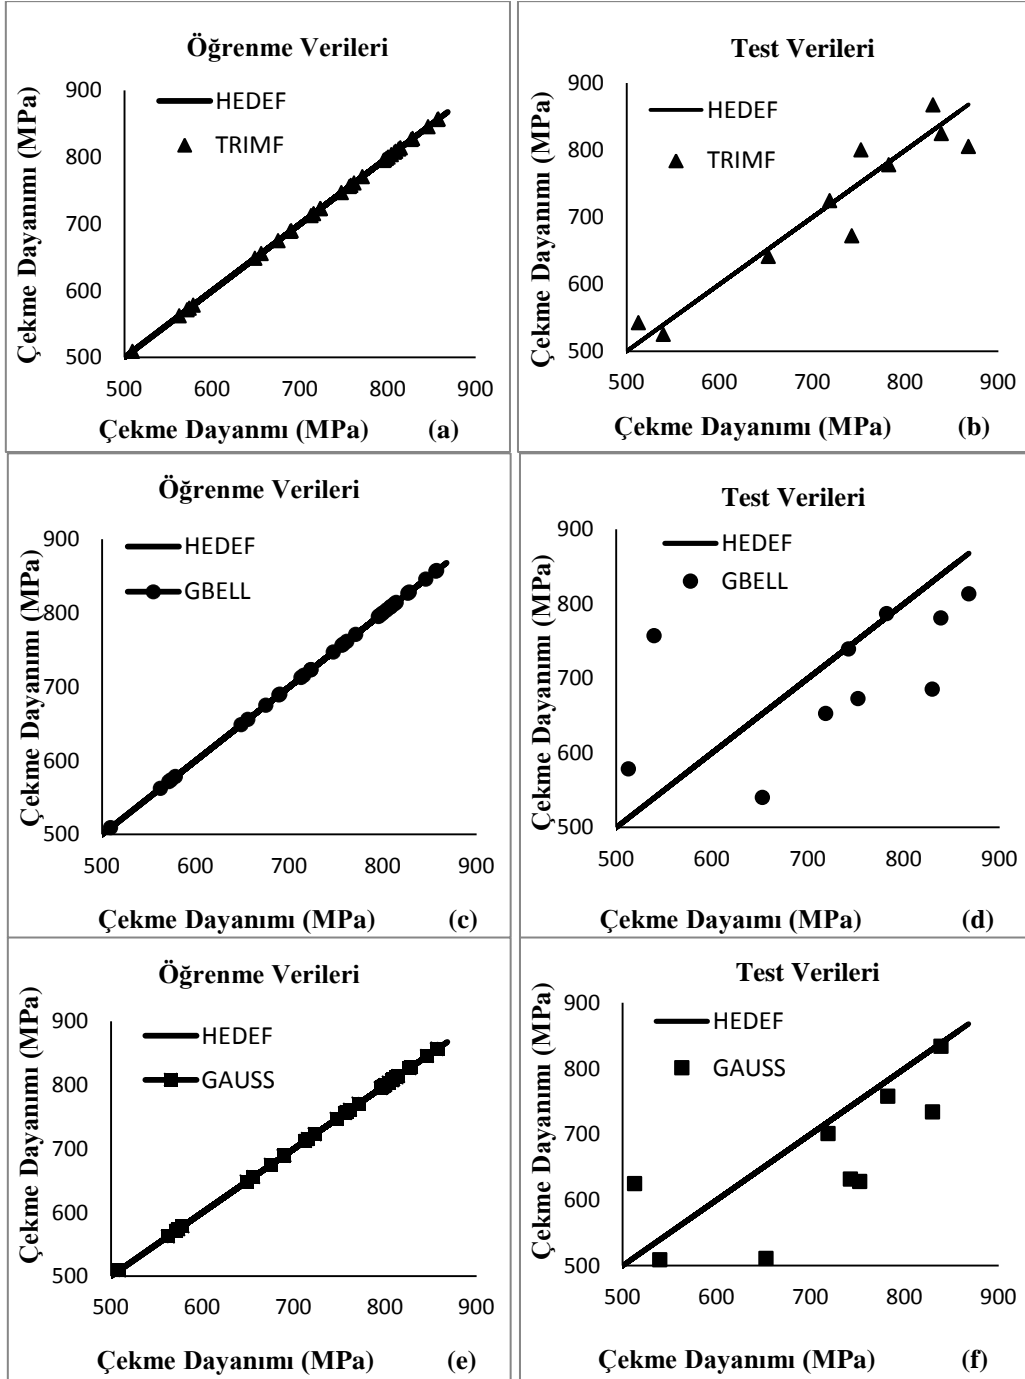 Öğrenme Verileri
Çekme Dayanımı (MPa)
900
800
700
600
500
HEDEF
TRIMF
500 600 700 800 900
Çekme Dayanmı (MPa) (a)
Test Verileri
Çekme Dayanımı (MPa)
900
800
700
600
500
HEDEF
TRIMF
500 600 700 800 900
Çekme Dayanımı (MPa) (b)
Öğrenme Verileri
Çekme Dayanımı (MPa)
900
800
700
600
500
HEDEF
GBELL
500 600 700 800 900
Çekme Dayanımı (MPa) (c)
Test Verileri
Çekme Dayanımı (MPa)
900
800
700
600
500
HEDEF
GBELL
500 600 700 800 900
Çekme Dayaımı (MPa) (d)
Öğrenme Verileri
Çekme Dayanımı (MPa)
900
800
700
600
500
HEDEF
GAUSS
500 600 700 800 900
Çekme Dayanımı (MPa) (e)
Test Verileri
Çekme Dayanımı (MPa)
900
800
700
600
500
HEDEF
GAUSS
500 600 700 800 900
Çekme Dayanımı (MPa) (f)